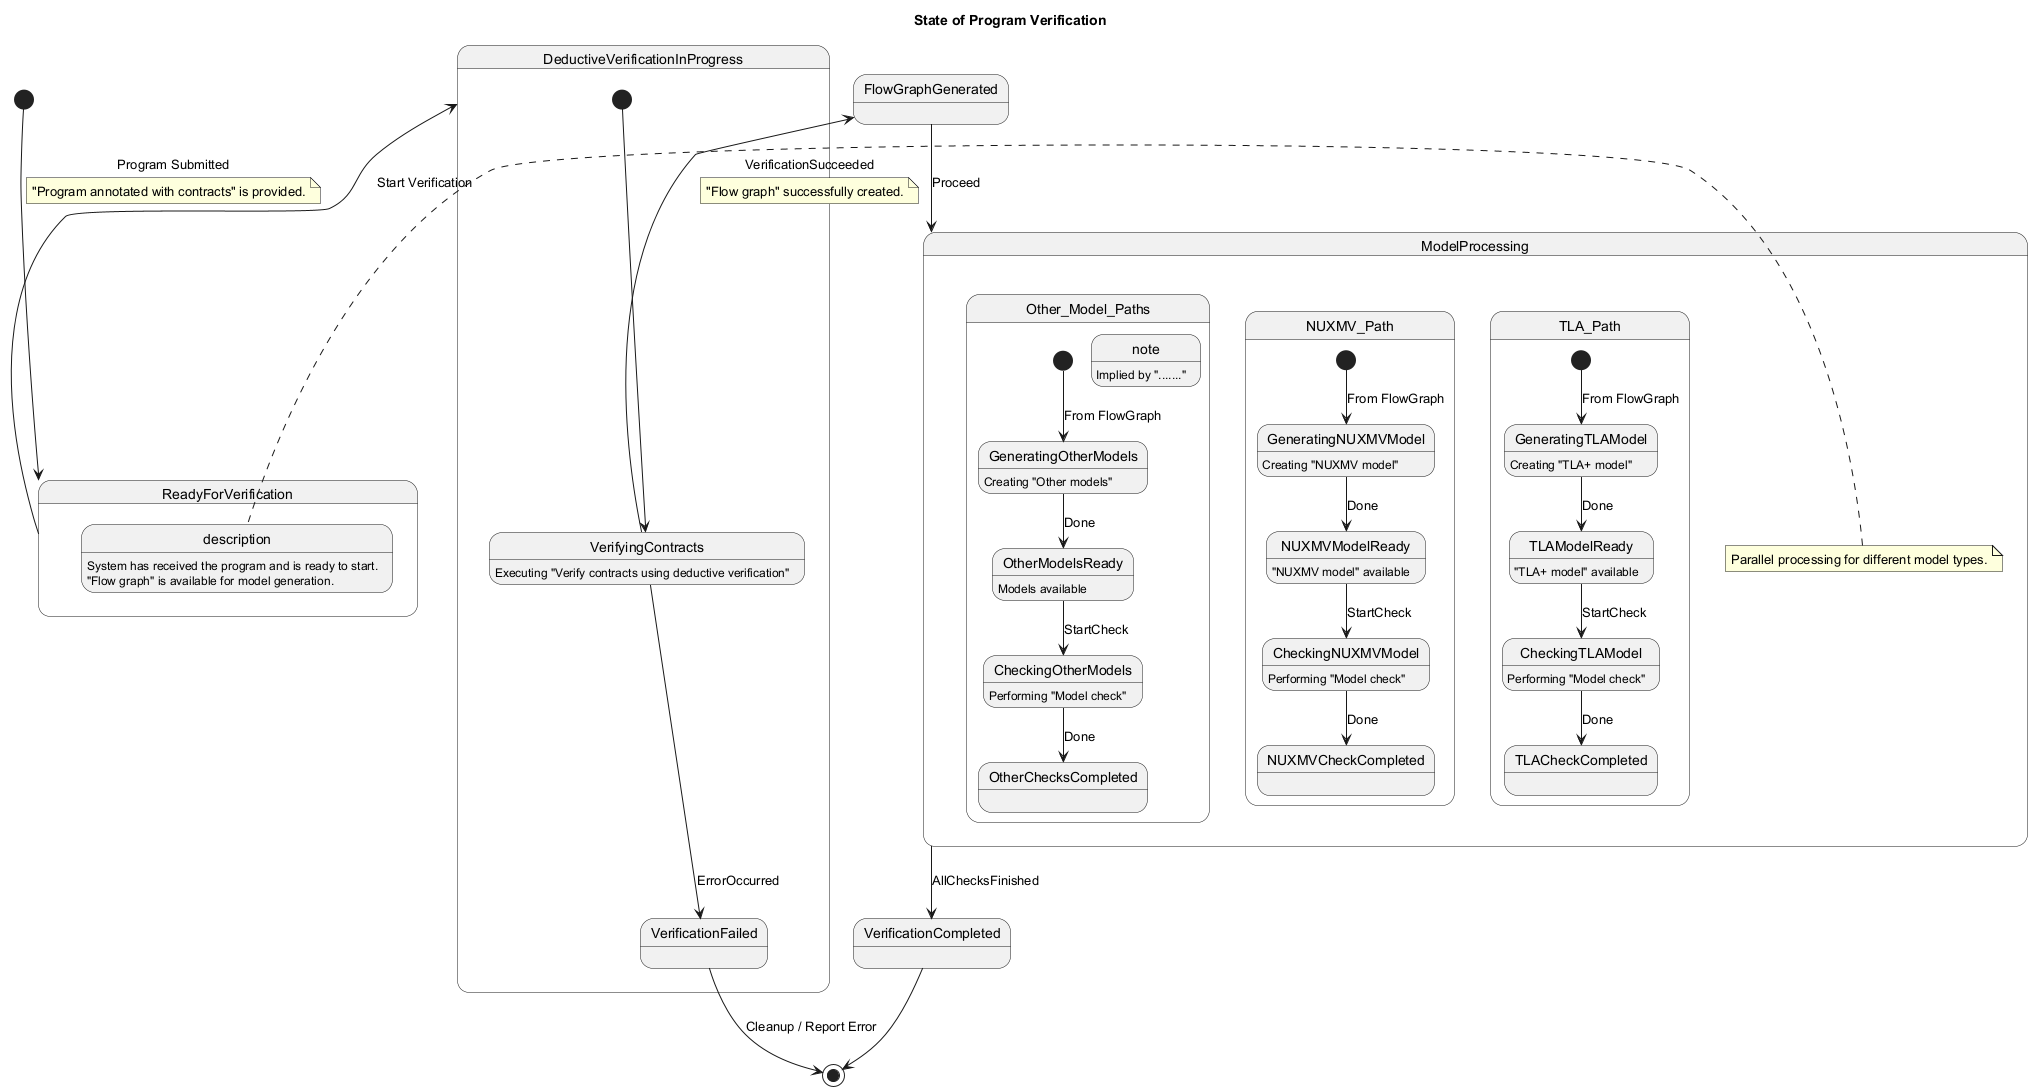 State of Program Verification
DeductiveVerificationInProgress
FlowGraphGenerated
Program Submitted
"Program annotated with contracts" is provided.
Start Verification
VerificationSucceeded
"Flow graph" successfully created.
Proceed
ModelProcessing
Other_Model_Paths
note
Implied by "......."
From FlowGraph
GeneratingOtherModels
Creating "Other models"
Done
OtherModelsReady
Models available
StartCheck
CheckingOtherModels
Performing "Model check"
Done
OtherChecksCompleted
NUXMV_Path
From FlowGraph
GeneratingNUXMVModel
Creating "NUXMV model"
Done
NUXMVModelReady
"NUXMV model" available
StartCheck
CheckingNUXMVModel
Performing "Model check"
Done
NUXMVCheckCompleted
TLA_Path
From FlowGraph
GeneratingTLAModel
Creating "TLA+ model"
Done
TLAModelReady
"TLA+ model" available
StartCheck
CheckingTLAModel
Performing "Model check"
Done
TLACheckCompleted
Parallel processing for different model types.
ReadyForVerification
description
System has received the program and is ready to start.
"Flow graph" is available for model generation.
VerifyingContracts
Executing "Verify contracts using deductive verification"
ErrorOccurred
AllChecksFinished
VerificationFailed
VerificationCompleted
Cleanup / Report Error